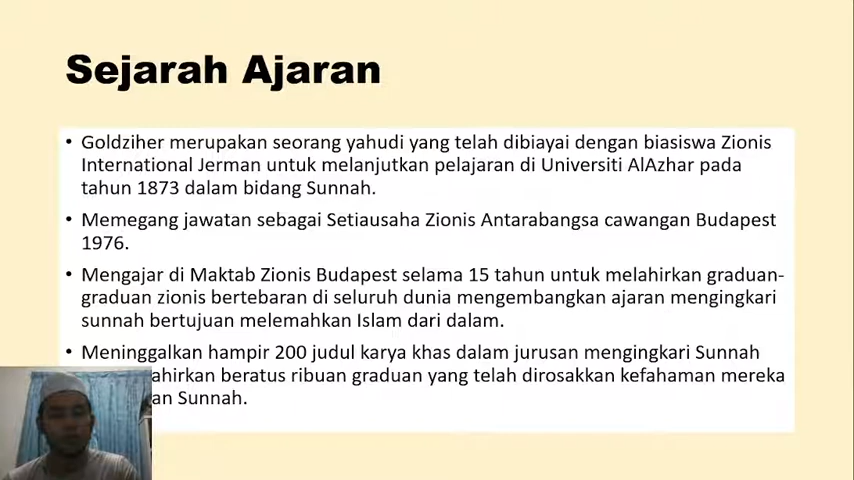 Sejarah Ajaran
• Goldziher merupakan seorang yahudi yang telah dibiayai dengan biasiswa Zionis
International Jerman untuk melanjutkan pelajaran di Universiti AlAzhar pada
tahun 1873 dalam bidang Sunnah.
• Memegang jawatan sebagai Setiausaha Zionis Antarabangsa cawangan Budapest
1976.
• Mengajar di Maktab Zionis Budapest selama 15 tahun untuk melahirkan graduan-
graduan zionis bertebaran di seluruh dunia mengembangkan ajaran mengingkari
sunnah bertujuan melemahkan Islam dari dalam.
• Meninggalkan hampir 200 judul karya khas dalam jurusan mengingkari Sunnah
ahirkan beratus ribuan graduan yang telah dirosakkan kefahaman mereka
an Sunnah.